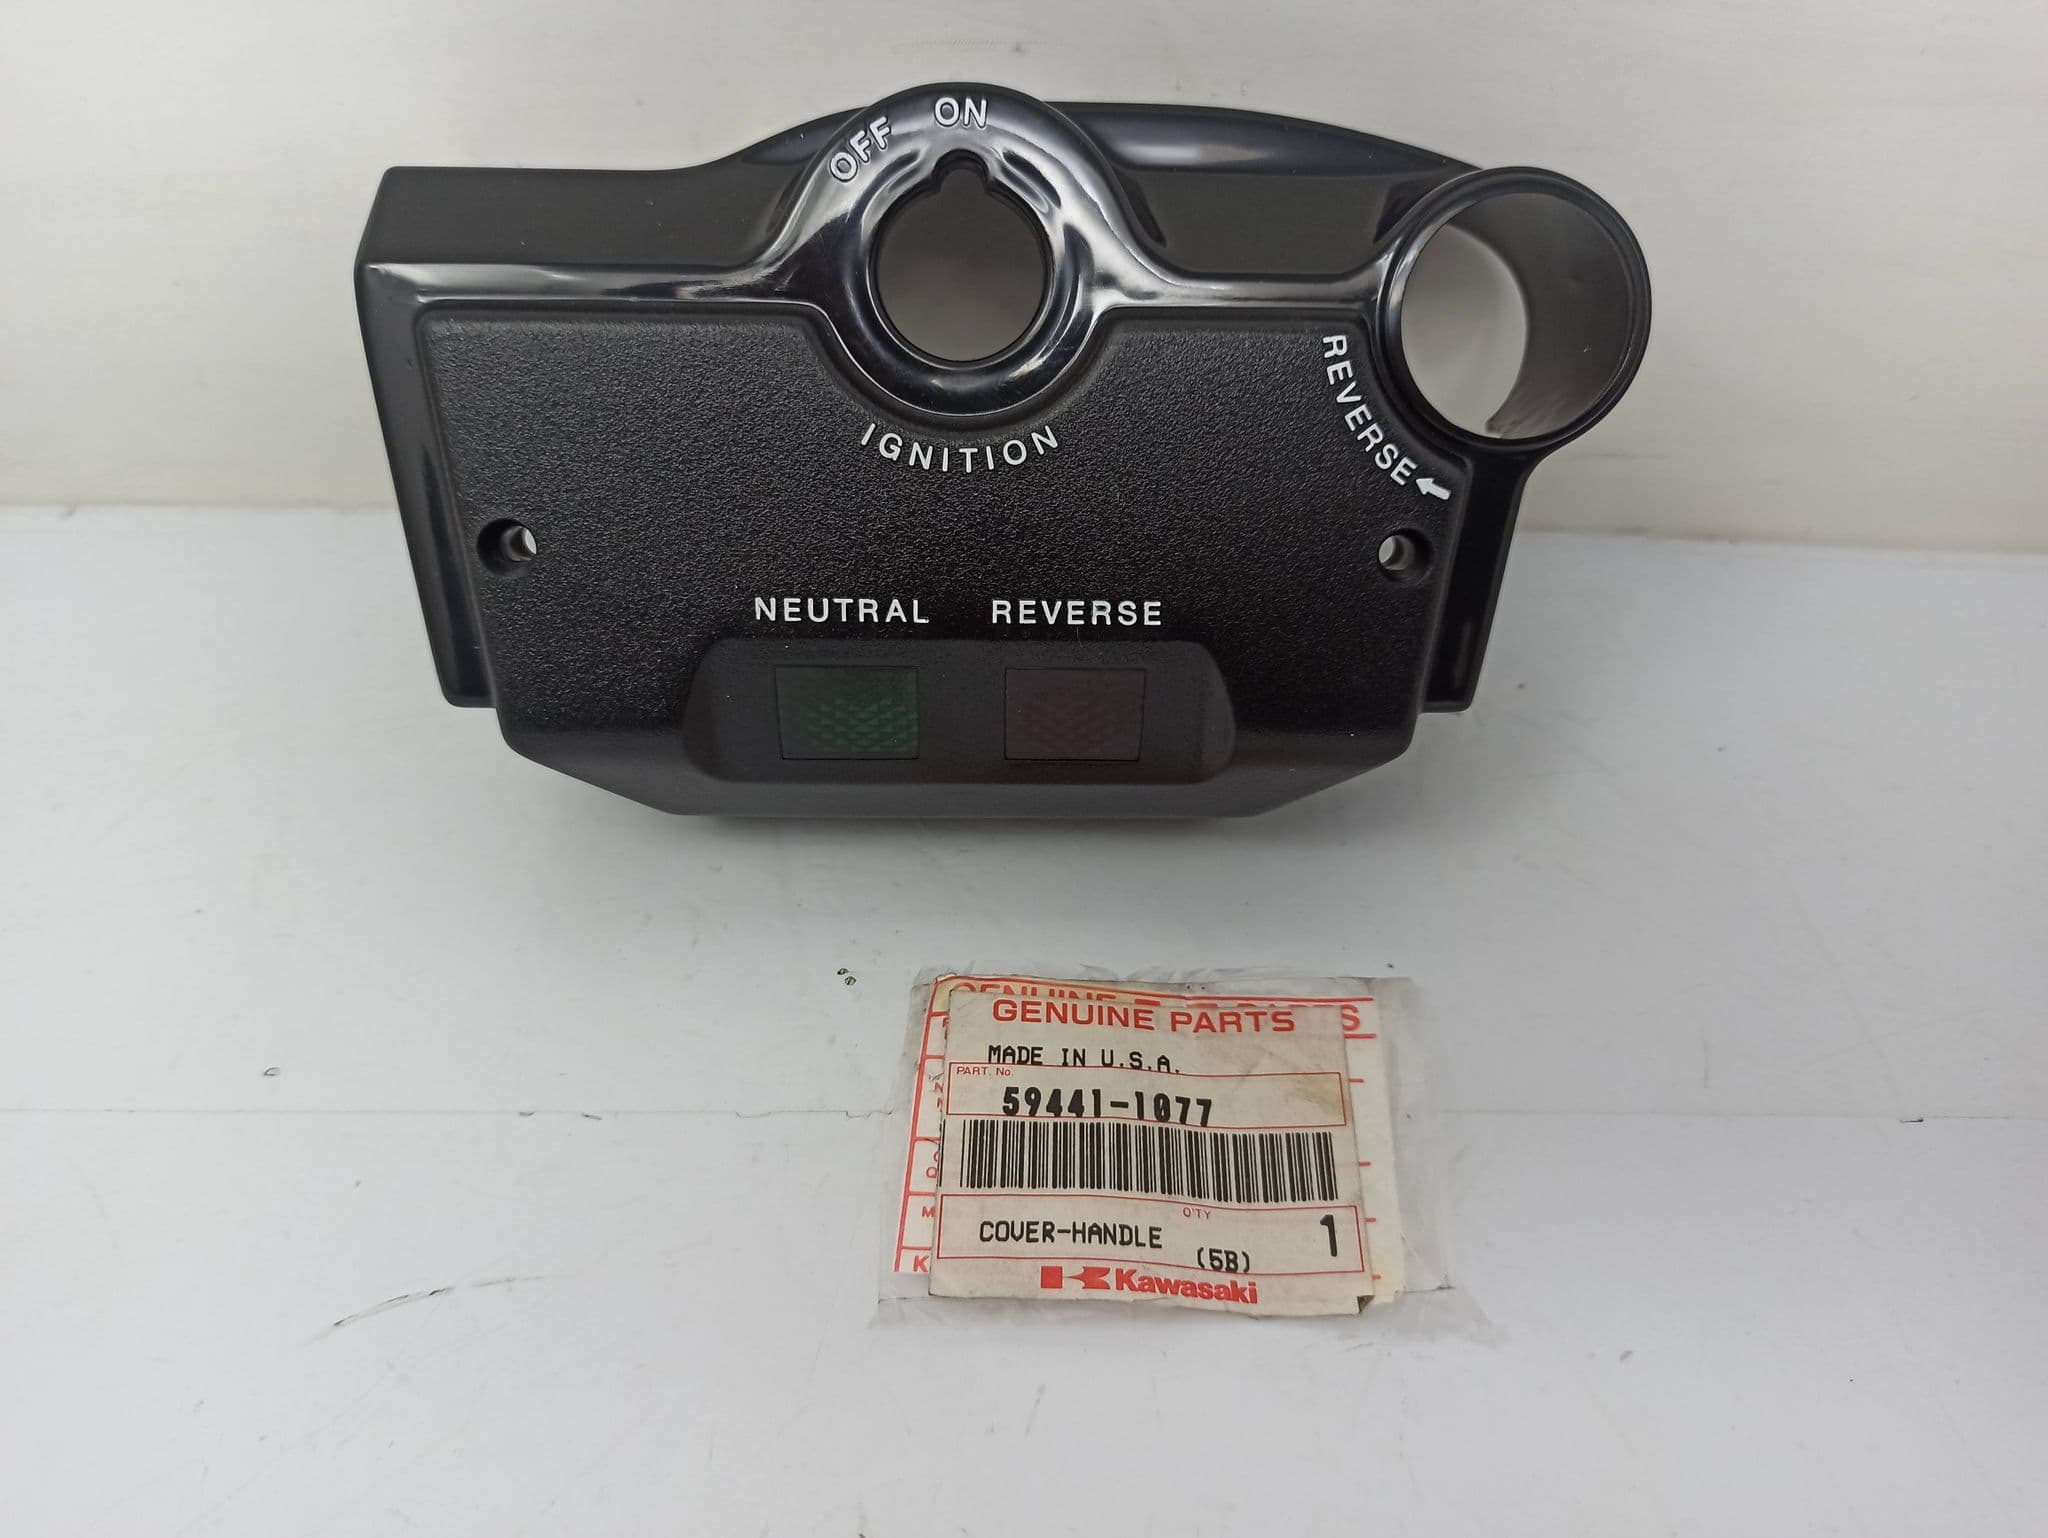 OFF ON
IGNITION
REVERSE
NEUTRAL REVERSE
GENUINE PARTS
MADE IN U.S.A.
PART. No.
59441-1077
Q'TY
COVER-HANDLE (5B) 1
Kawasaki